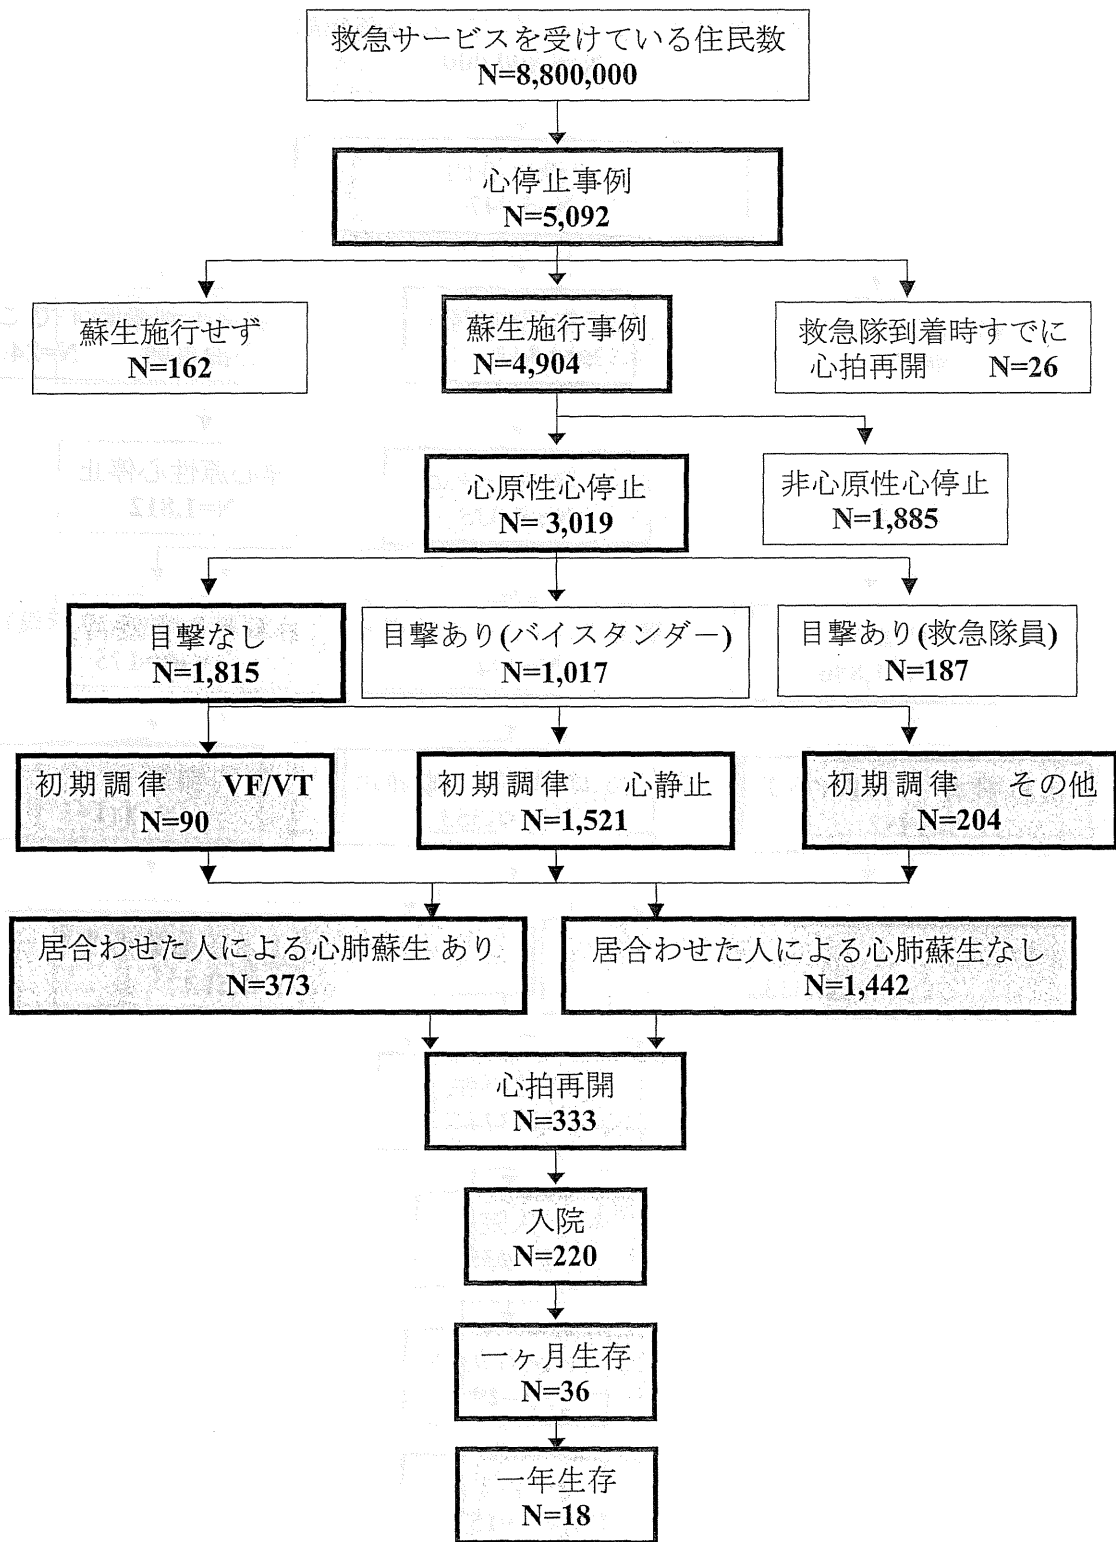 救急サービスを受けている住民数
N=8,800,000
心停止事例
N=5,092
蘇生施行せず
N=162
蘇生施行事例
N=4,904
救急隊到着時すでに
心拍再開 N=26
心原性心停止
N= 3,019
非心原性心停止
N=1,885
目撃なし
N=1,815
目撃あり(バイスタンダー)
N=1,017
目撃あり(救急隊員)
N=187
初期調律 VF/VT
N=90
初期調律 心静止
N=1,521
初期調律 その他
N=204
居合わせた人による心肺蘇生 あり
N=373
居合わせた人による心肺蘇生なし
N=1,442
心拍再開
N=333
入院
N=220
一ヶ月生存
N=36
一年生存
N=18